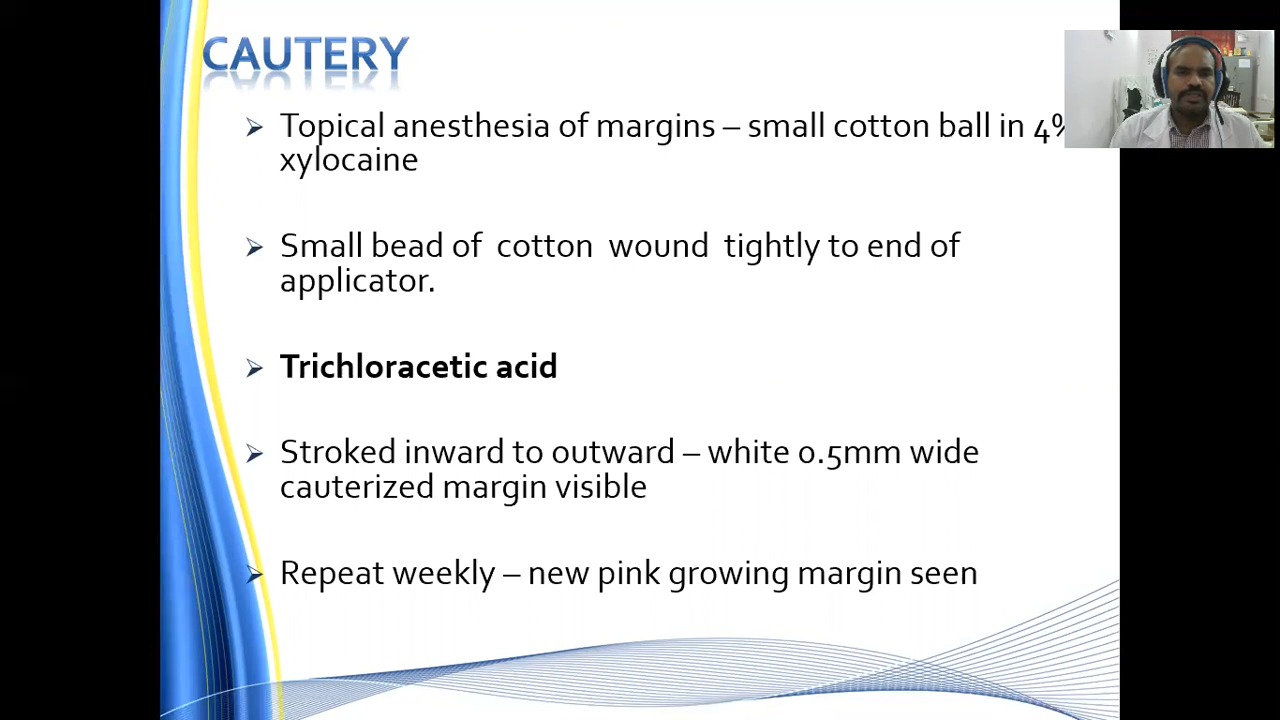 CAUTERY
Topical anesthesia of margins – small cotton ball in 4%
xylocaine
Small bead of cotton wound tightly to end of
applicator.
Trichloracetic acid
Stroked inward to outward – white 0.5mm wide
cauterized margin visible
Repeat weekly – new pink growing margin seen